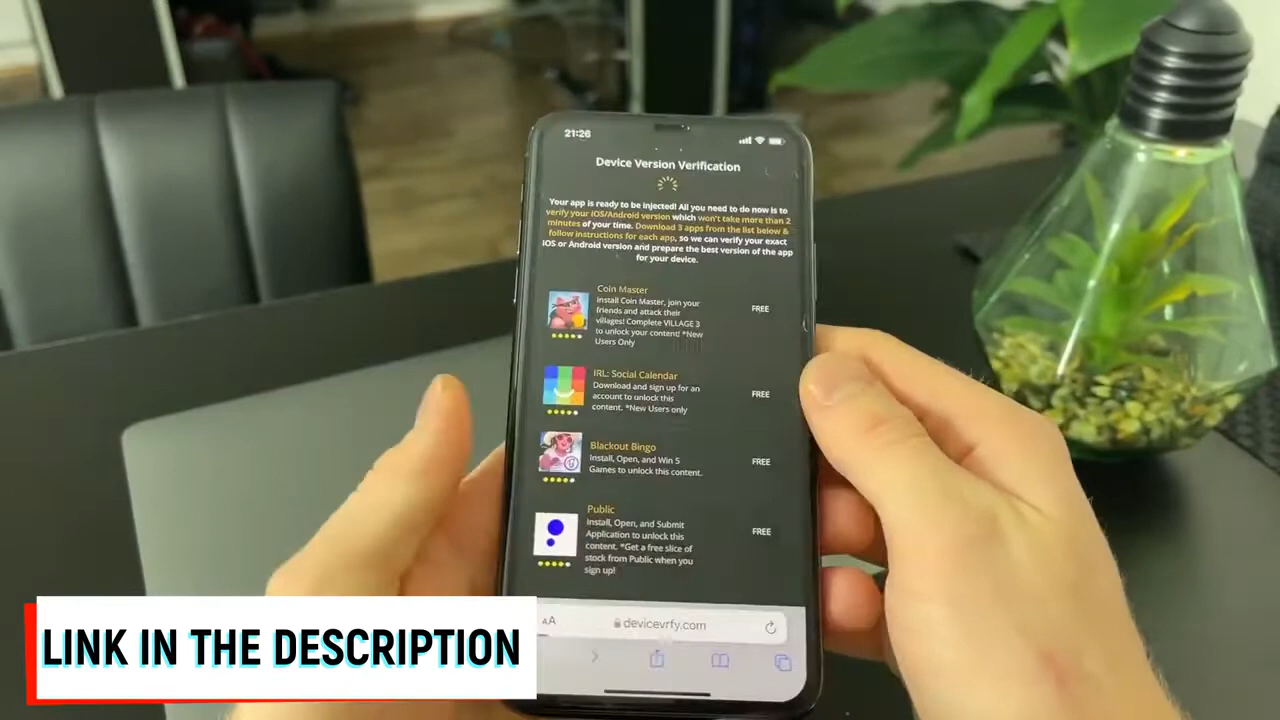 21:26
Device Version Verification
Your app is ready to be injected! All you need to do now is to
verify your iOS/Android version which won't take more than 2
minutes of your time. Download 3 apps from the list below &
follow instructions for each app, so we can verify your exact
iOS or Android version and prepare the best version of the app
for your device.
Coin Master
Install Coin Master, join your
friends and attack their
villages! Complete VILLAGE 3
to unlock your content! *New
Users Only
FREE
IRL: Social Calendar
Download and sign up for an
account to unlock this
content. *New Users only
FREE
Blackout Bingo
Install, Open, and Win 5
Games to unlock this content.
FREE
Public
Install, Open, and Submit
Application to unlock this
content. *Get a free slice of
stock from Public when you
sign up!
FREE
AA
devicevrfy.com
LINK IN THE DESCRIPTION